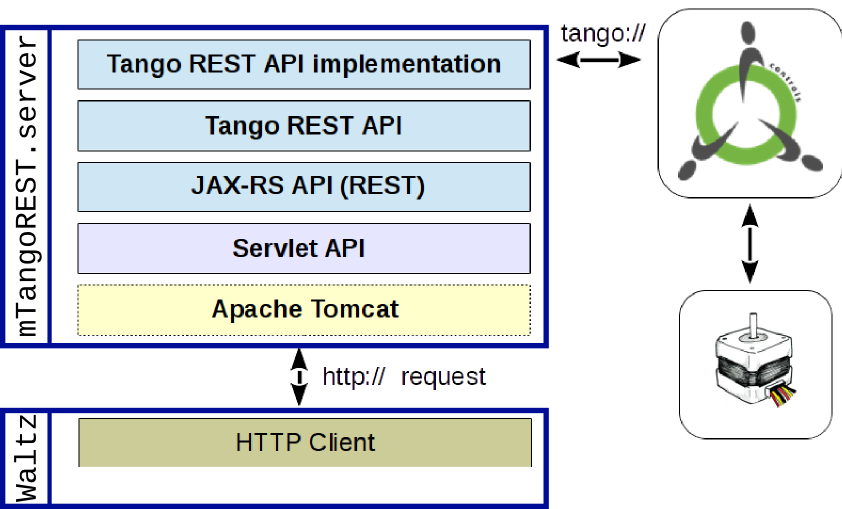 mTangoREST.server
Tango REST API implementation
Tango REST API
JAX-RS API (REST)
Servlet API
Apache Tomcat
tango://
controls
http:// request
Waltz
HTTP Client